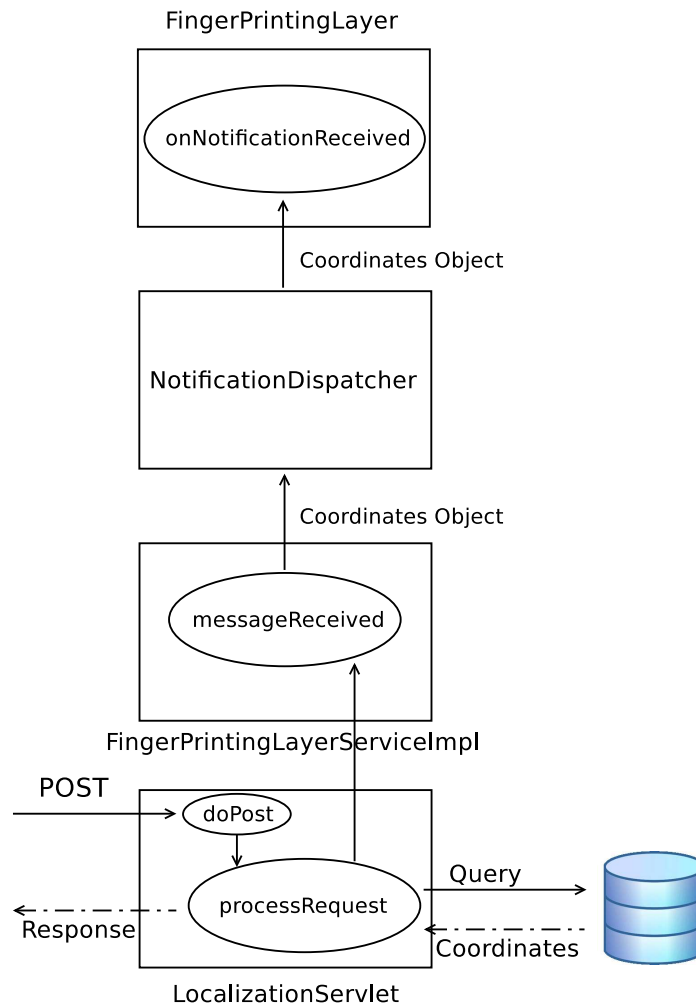 FingerPrintingLayer
onNotificationReceived
Coordinates Object
NotificationDispatcher
Coordinates Object
messageReceived
FingerPrintingLayerServiceImpl
POST
doPost
Query
processRequest
Response
Coordinates
LocalizationServlet